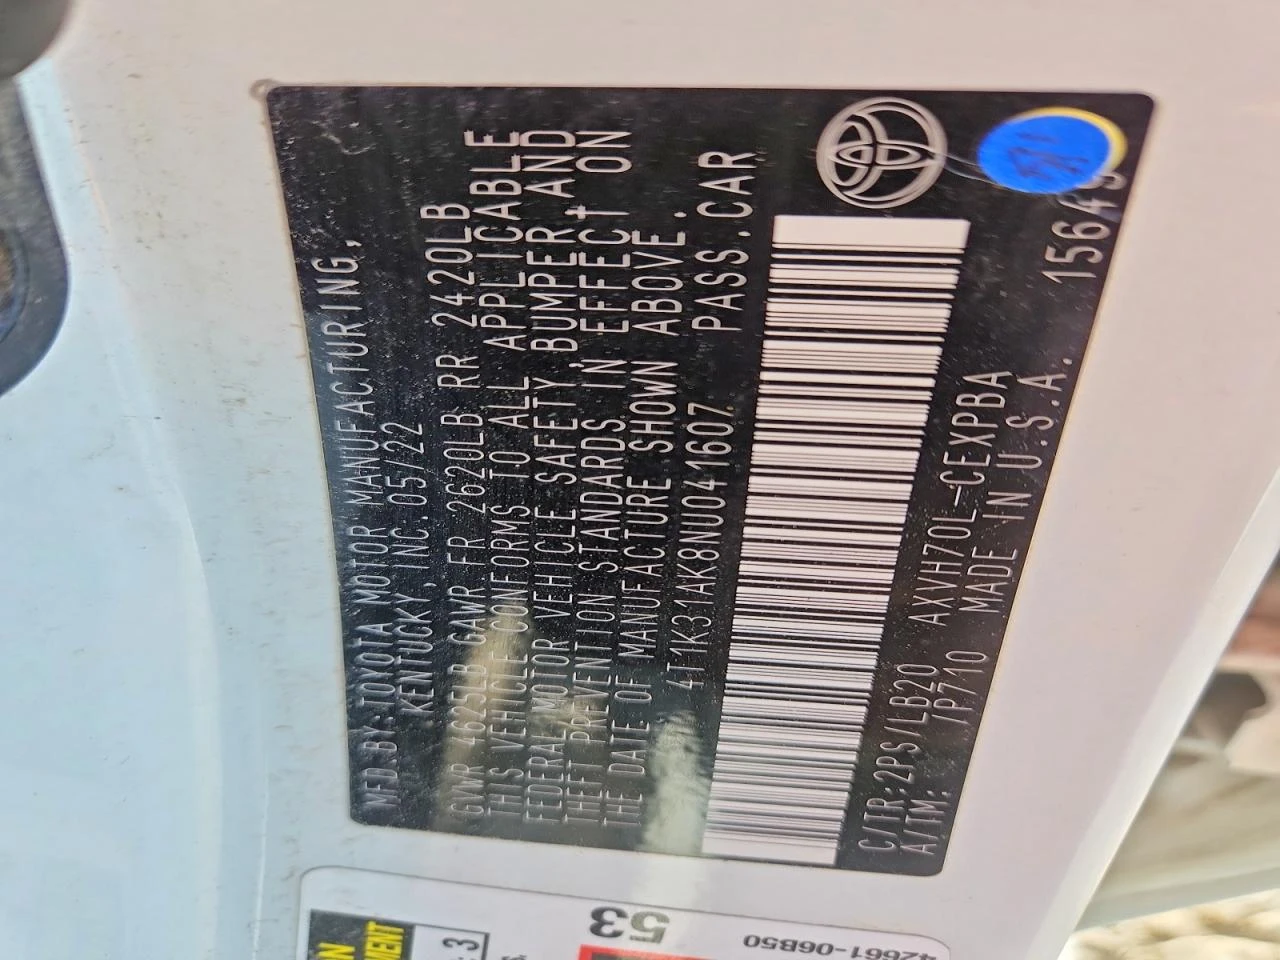 MFD.BY:TOYOTA MOTOR MANUFACTURING,
KENTUCKY, INC.05/22
GVWR 4625LB GAWR FR 2620LB RR 2420LB
THIS VEHICLE CONFORMS TO ALL APPLICABLE
FEDERAL MOTOR VEHICLE SAFETY, BUMPER, AND
THEFT PREVENTION STANDARDS IN EFFECT ON
THE DATE OF MANUFACTURE SHOWN ABOVE.
4T1K31AK8NU041607 PASS.CAR
C/TR:2PS/LB20 AXVH70L-CEXPBA
A/TM: /P710 MADE IN U.S.A. 15649
53
42661-06B50